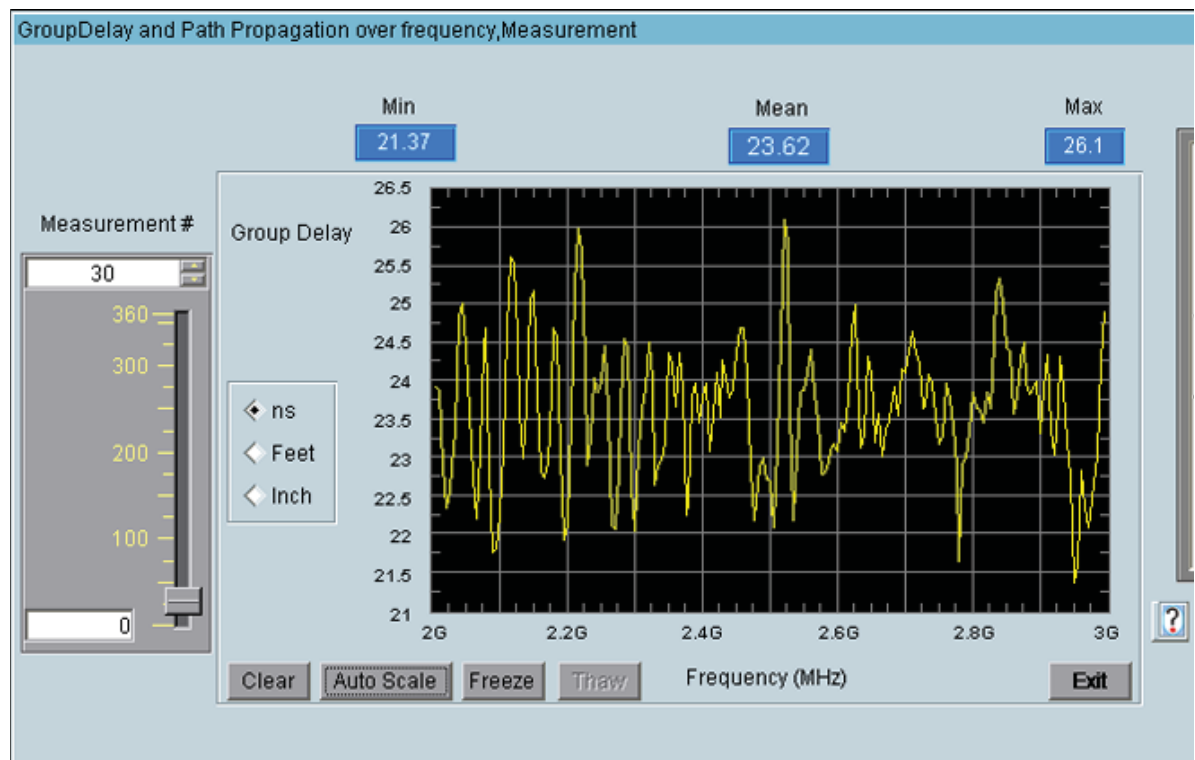 GroupDelay and Path Propagation over frequency,Measurement
Min
Mean
Max
21.37
23.62
26.1
Measurement #
30
360
300
200
100
0
Group Delay
ns
Feet
Inch
26.5
26
25.5
25
24.5
24
23.5
23
22.5
22
21.5
21
2G
2.2G
2.4G
2.6G
2.8G
3G
Frequency (MHz)
Clear
Auto Scale
Freeze
Thaw
Exit
?